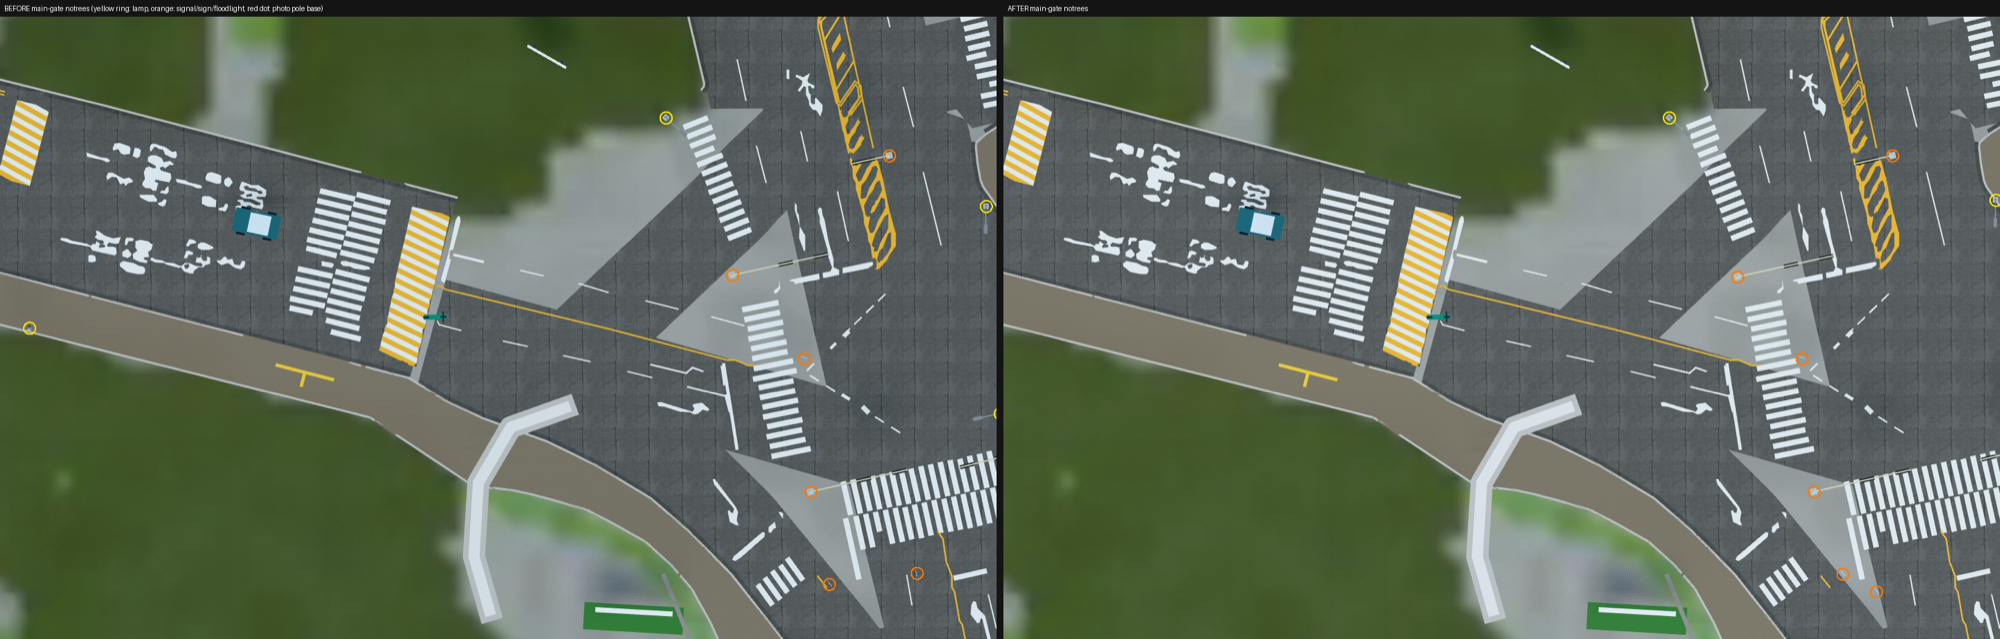 BEFORE main-gate notrees (yellow ring: lamp, orange: signal/sign/floodlight, red dot: photo pole base)
AFTER main-gate notrees